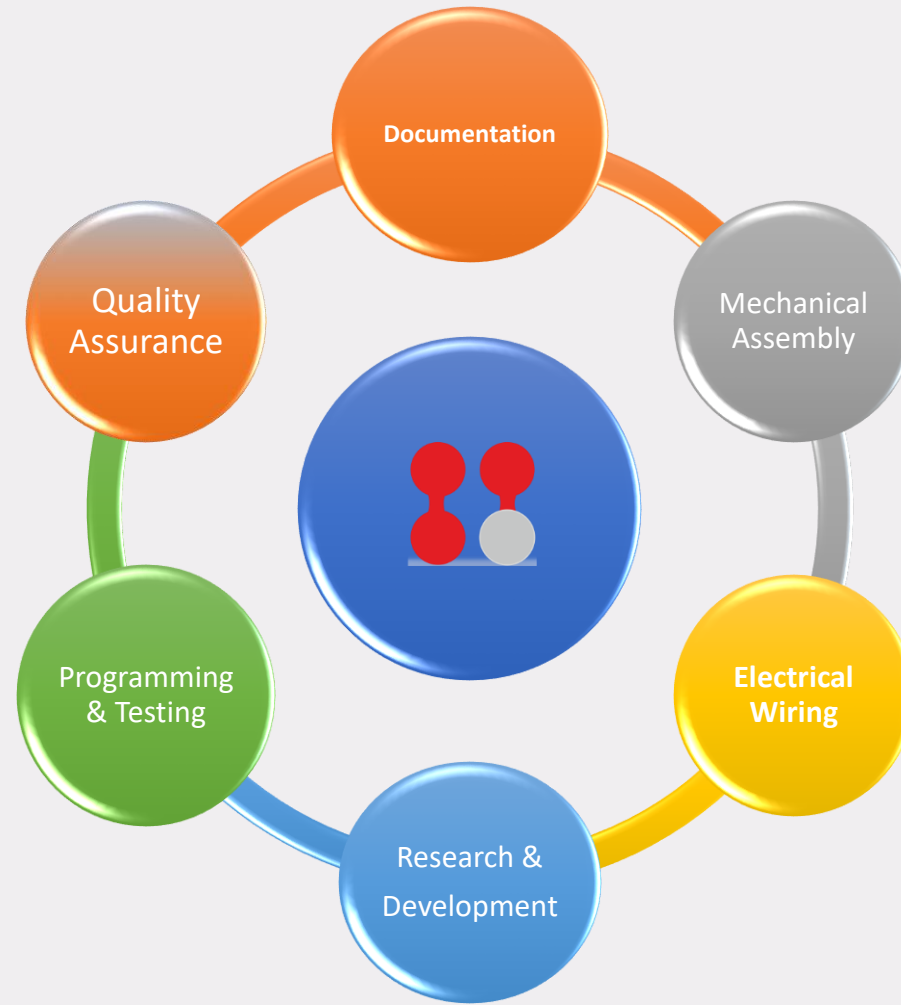 Documentation
Mechanical
Assembly
Electrical
Wiring
Research &
Development
Programming
& Testing
Quality
Assurance